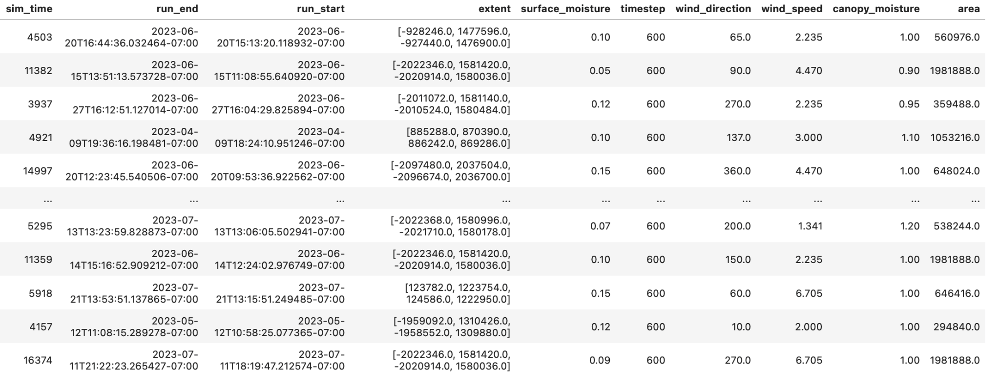 sim_time run_end run_start extent surface_moisture timestep wind_direction wind_speed canopy_moisture area
2023-06- 2023-06- [-928246.0, 1477596.0,
4503 0.10 600 65.0 2.235 1.00 560976.0
20T16:44:36.032464-07:00 20T15:13:20.118932-07:00 -927440.0, 1476900.0]
2023-06- 2023-06- [-2022346.0, 1581420.0,
11382 0.05 600 90.0 4.470 0.90 1981888.0
15T13:51:13.573728-07:00 15T11:08:55.640920-07:00 -2020914.0, 1580036.0]
2023-06- 2023-06- [-2011072.0, 1581140.0,
3937 0.12 600 270.0 2.235 0.95 359488.0
27T16:12:51.127014-07:00 27T16:04:29.825894-07:00 -2010524.0, 1580484.0]
2023-04- 2023-04- [885288.0, 870390.0,
4921 0.10 600 137.0 3.000 1.10 1053216.0
09T19:36:16.198481-07:00 09T18:24:10.951246-07:00 886242.0, 869286.0]
2023-06- 2023-06- [-2097480.0, 2037504.0,
14997 0.15 600 360.0 4.470 1.00 648024.0
20T12:23:45.540506-07:00 20T09:53:36.922562-07:00 -2096674.0, 2036700.0]
... ... ... ... ... ... ... ... ... ...
2023-07- 2023-07- [-2022368.0, 1580996.0,
5295 0.07 600 200.0 1.341 1.20 538244.0
13T13:23:59.828873-07:00 13T13:06:05.502941-07:00 -2021710.0, 1580178.0]
2023-06- 2023-06- [-2022346.0, 1581420.0,
11359 0.10 600 150.0 2.235 1.00 1981888.0
14T15:16:52.909212-07:00 14T12:24:02.976749-07:00 -2020914.0, 1580036.0]
2023-07- 2023-07- [123782.0, 1223754.0,
5918 0.15 600 60.0 6.705 1.00 646416.0
21T13:53:51.137865-07:00 21T13:15:51.249485-07:00 124586.0, 1222950.0]
2023-05- 2023-05- [-1959092.0, 1310426.0,
4157 0.12 600 10.0 2.000 1.00 294840.0
12T11:08:15.289278-07:00 12T10:58:25.077365-07:00 -1958552.0, 1309880.0]
2023-07- 2023-07- [-2022346.0, 1581420.0,
16374 0.09 600 270.0 6.705 1.00 1981888.0
11T21:22:23.265427-07:00 11T18:19:47.212574-07:00 -2020914.0, 1580036.0]